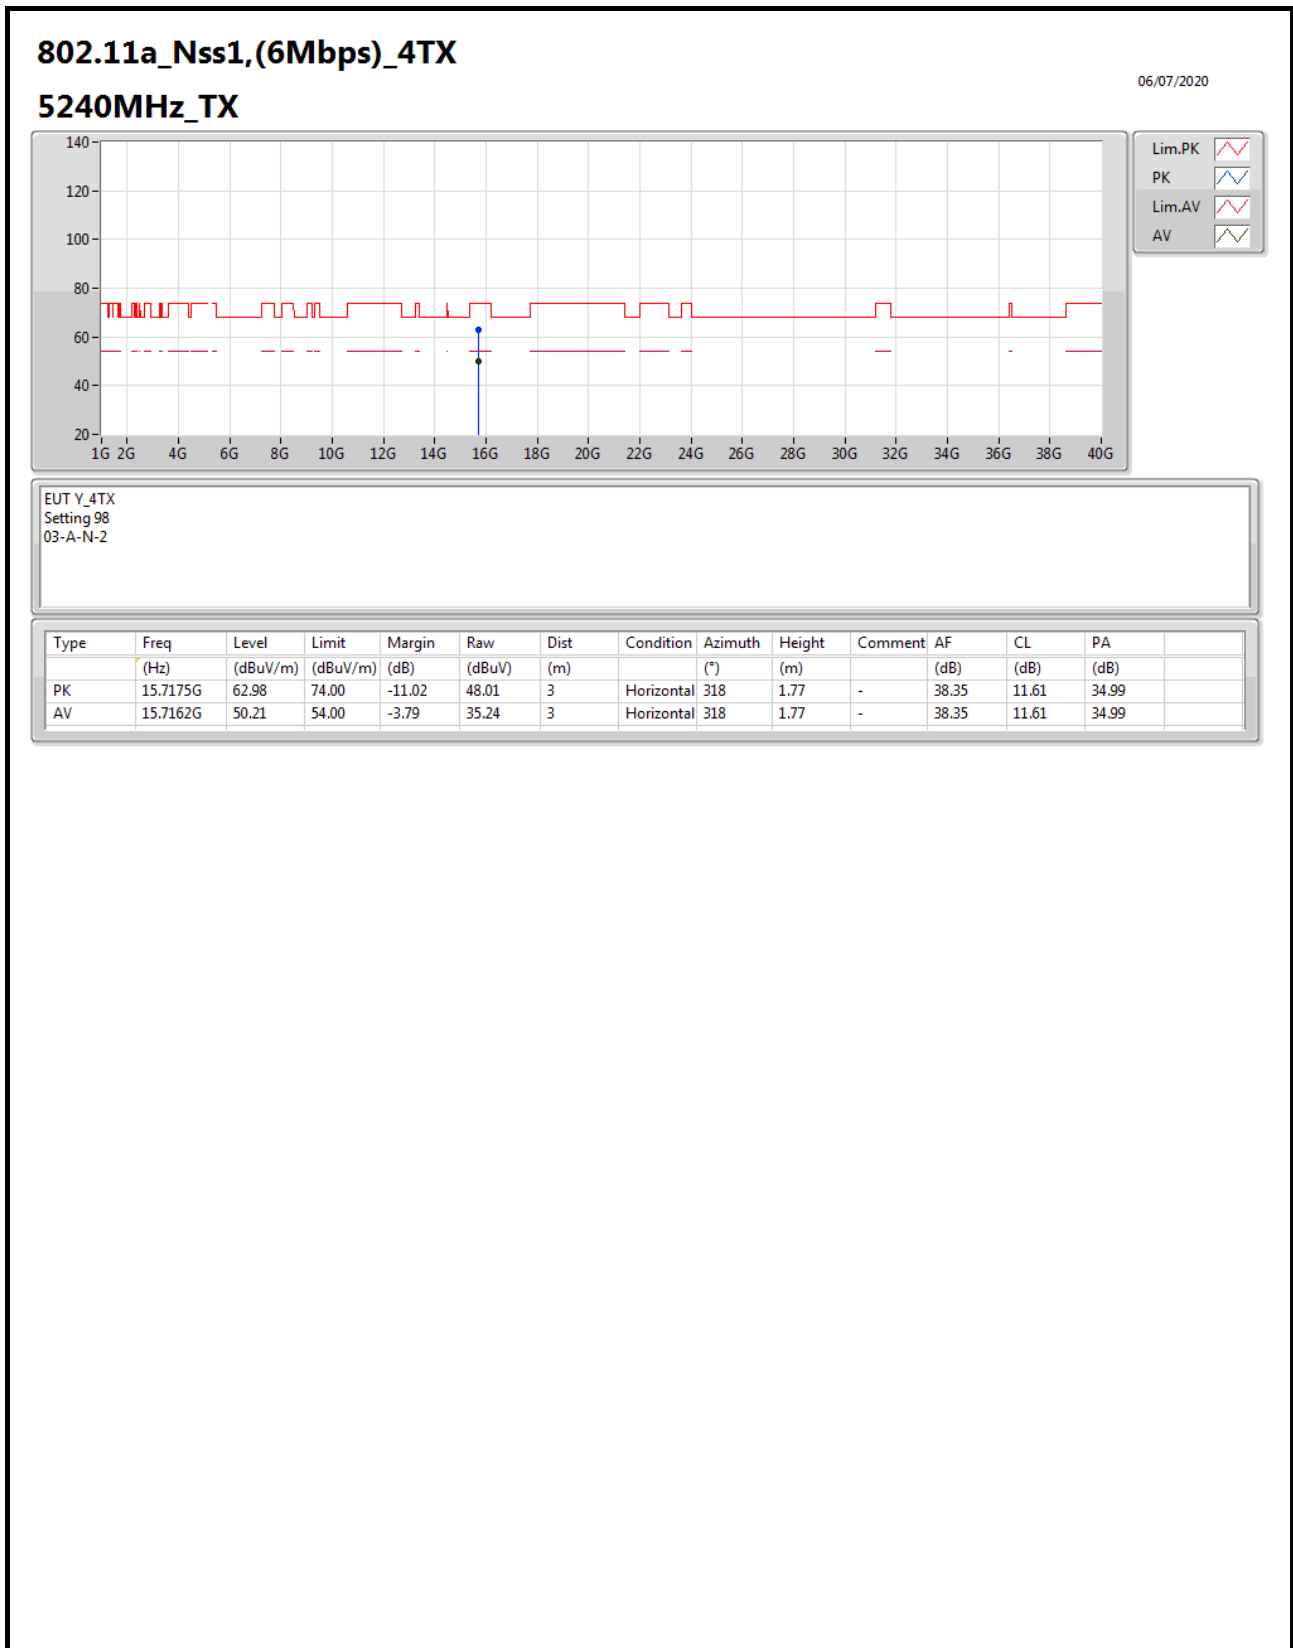 802.11a_Nss1,(6Mbps)_4TX
06/07/2020
5240MHz_TX
140
120
100
80
60
40
20
1G 2G 4G 6G 8G 10G 12G 14G 16G 18G 20G 22G 24G 26G 28G 30G 32G 34G 36G 38G 40G
Lim.PK
PK
Lim.AV
AV
EUT Y_4TX
Setting 98
03-A-N-2
Type Freq Level Limit Margin Raw Dist Condition Azimuth Height Comment AF CL PA
(Hz) (dBuV/m) (dBuV/m) (dB) (dBuV) (m) (°) (m) (dB) (dB) (dB)
PK 15.7175G 62.98 74.00 -11.02 48.01 3 Horizontal 318 1.77 - 38.35 11.61 34.99
AV 15.7162G 50.21 54.00 -3.79 35.24 3 Horizontal 318 1.77 - 38.35 11.61 34.99